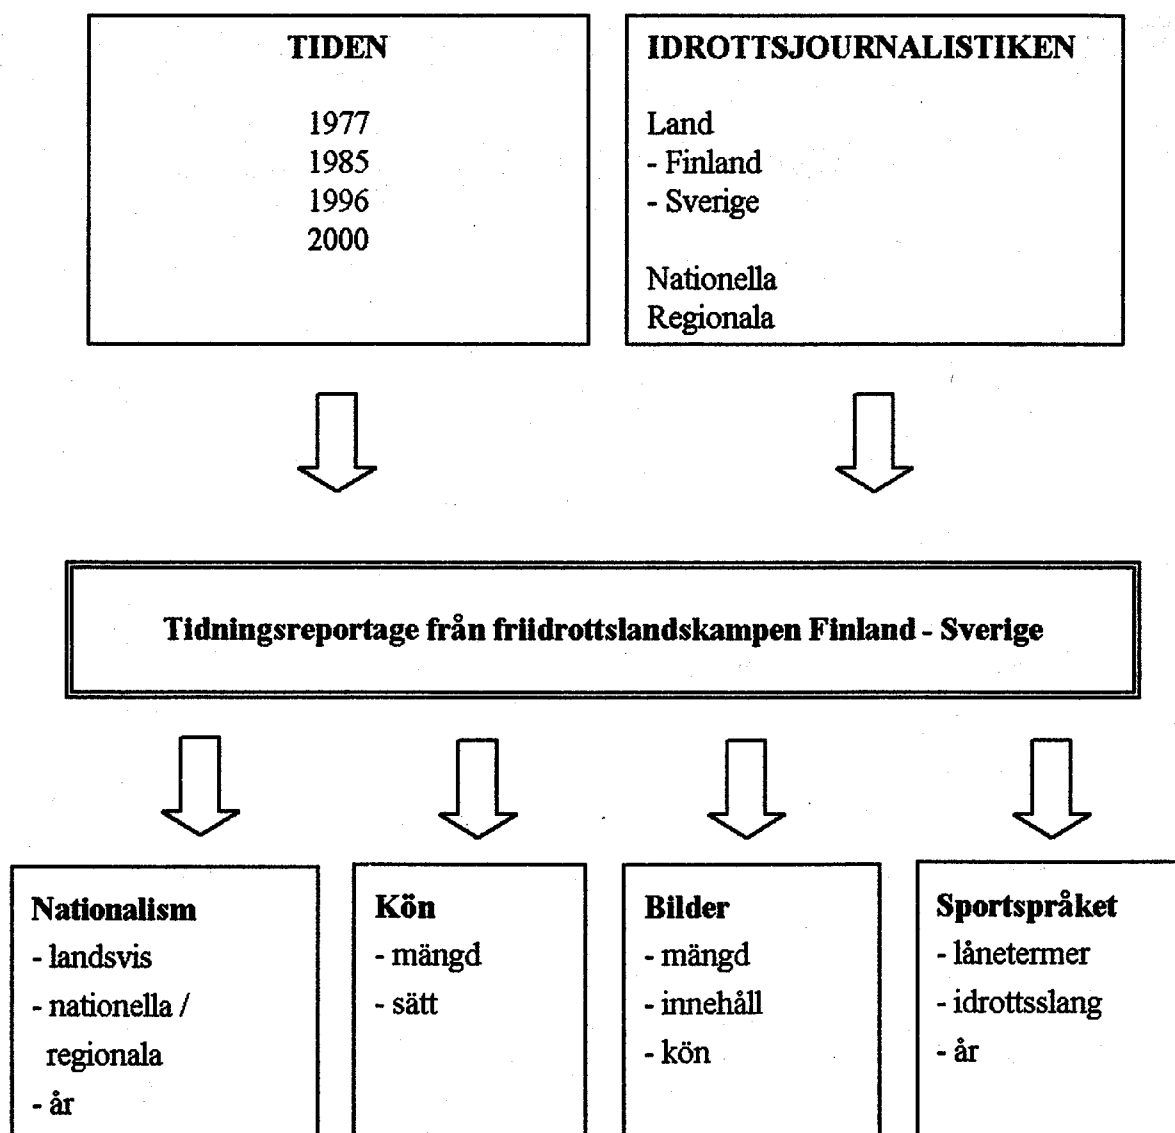 TIDEN
1977
1985
1996
2000
IDROTTSJOURNALISTIKEN
Land
- Finland
- Sverige
Nationella
Regionala
Tidningsreportage från friidrottslandskampen Finland - Sverige
Nationalism
- landsvis
- nationella /
regionala
- år
Kön
- mängd
- sätt
Bilder
- mängd
- innehåll
- kön
Sportspråket
- lånetermer
- idrottsslang
- år